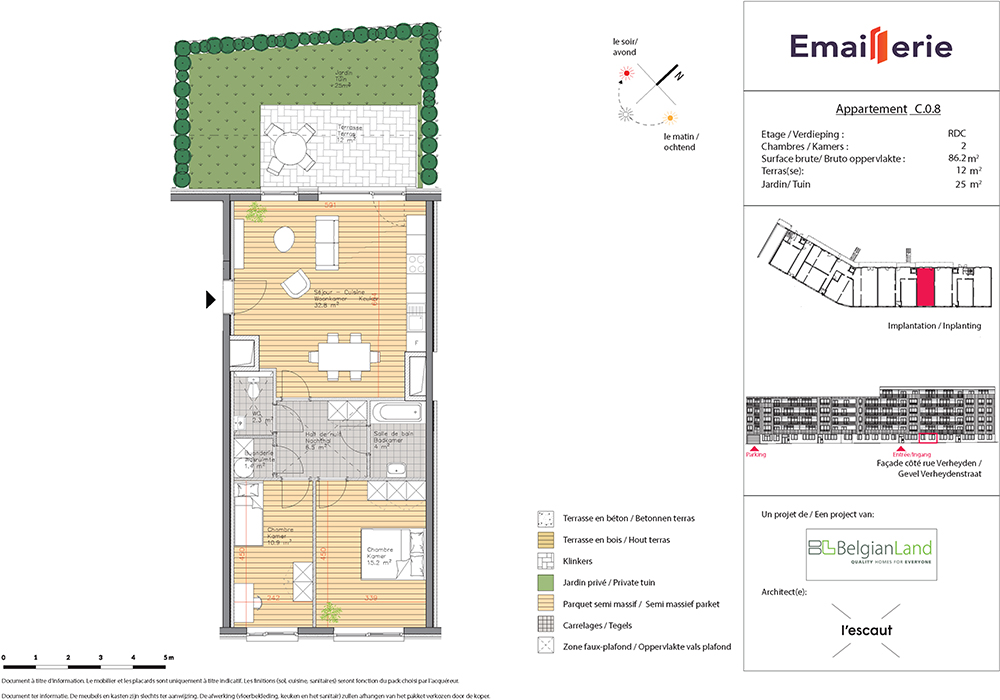 Jardin
Tuin
25m²
Terrasse
Terras
12 m²
591
Séjour - Cuisine
Woonkamer Keuken
32.8 m²
F
WC
2.3 m²
Hall de nuit
Nachthal
6.3 m²
Salle de bain
Badkamer
4 m²
Buanderie
1.4 m²
Chambre
Kamer
10.9 m²
Chambre
Kamer
15.2 m²
450
450
242
339
0 1 2 3 4 5 m
le soir/
avond
N
le matin /
ochtend
Terrasse en béton / Betonnen terras
Terrasse en bois / Hout terras
Klinkers
Jardin privé / Private tuin
Parquet semi massif / Semi massief parket
Carrelages / Tegels
Zone faux-plafond / Oppervlakte vals plafond
Emaillerie
Appartement C.0.8
Etage / Verdieping : RDC
Chambres / Kamers : 2
Surface brute/ Bruto oppervlakte : 86.2 m²
Terras(se): 12 m²
Jardin/ Tuin 25 m²
Implantation / Inplanting
Parking
Entrée/Ingang
Façade côté rue Verheyden /
Gevel Verheydenstraat
Un projet de / Een project van:
BelgianLand
QUALITY HOMES FOR EVERYONE
Architect(e):
l'escaut
Document à titre d'information. Le mobilier et les placards sont uniquement à titre indicatif. Les finitions (sol, cuisine, sanitaires) seront fonction du pack choisi par l'acquéreur.
Document ter informatie. De meubels en kasten zijn slechts ter aanwijzing. De afwerking (vloerbekleding, keuken en het sanitair) zullen afhangen van het pakket verkozen door de koper.